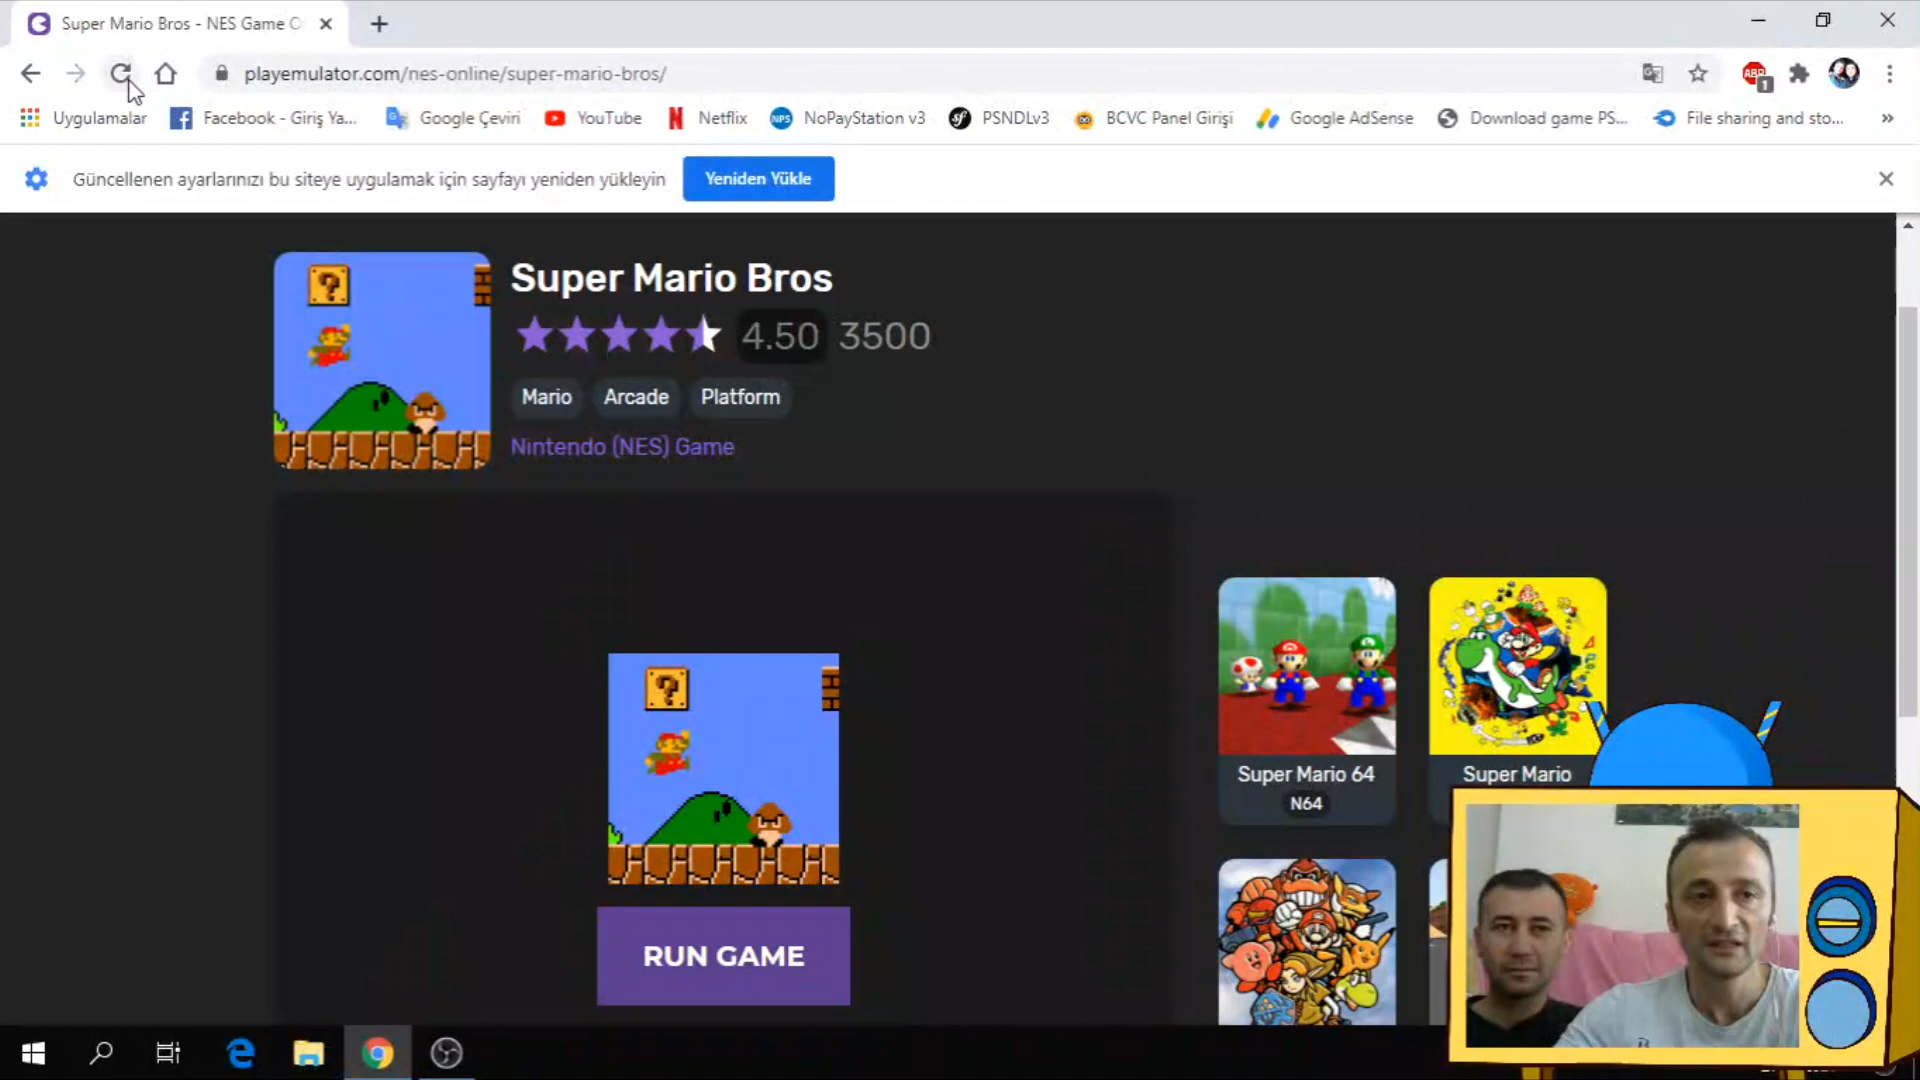 Super Mario Bros - NES Game O
playemulator.com/nes-online/super-mario-bros/
ABP
1
Uygulamalar
Facebook - Giriş Ya...
Google Çeviri
YouTube
Netflix
NPS
NoPayStation v3
PSNDLv3
BCVC Panel Girişi
Google AdSense
Download game PS...
File sharing and sto...
»
Güncellenen ayarlarınızı bu siteye uygulamak için sayfayı yeniden yükleyin
Yeniden Yükle
Super Mario Bros
4.50 3500
Mario
Arcade
Platform
Nintendo (NES) Game
?
?
RUN GAME
Super Mario 64
N64
Super Mario